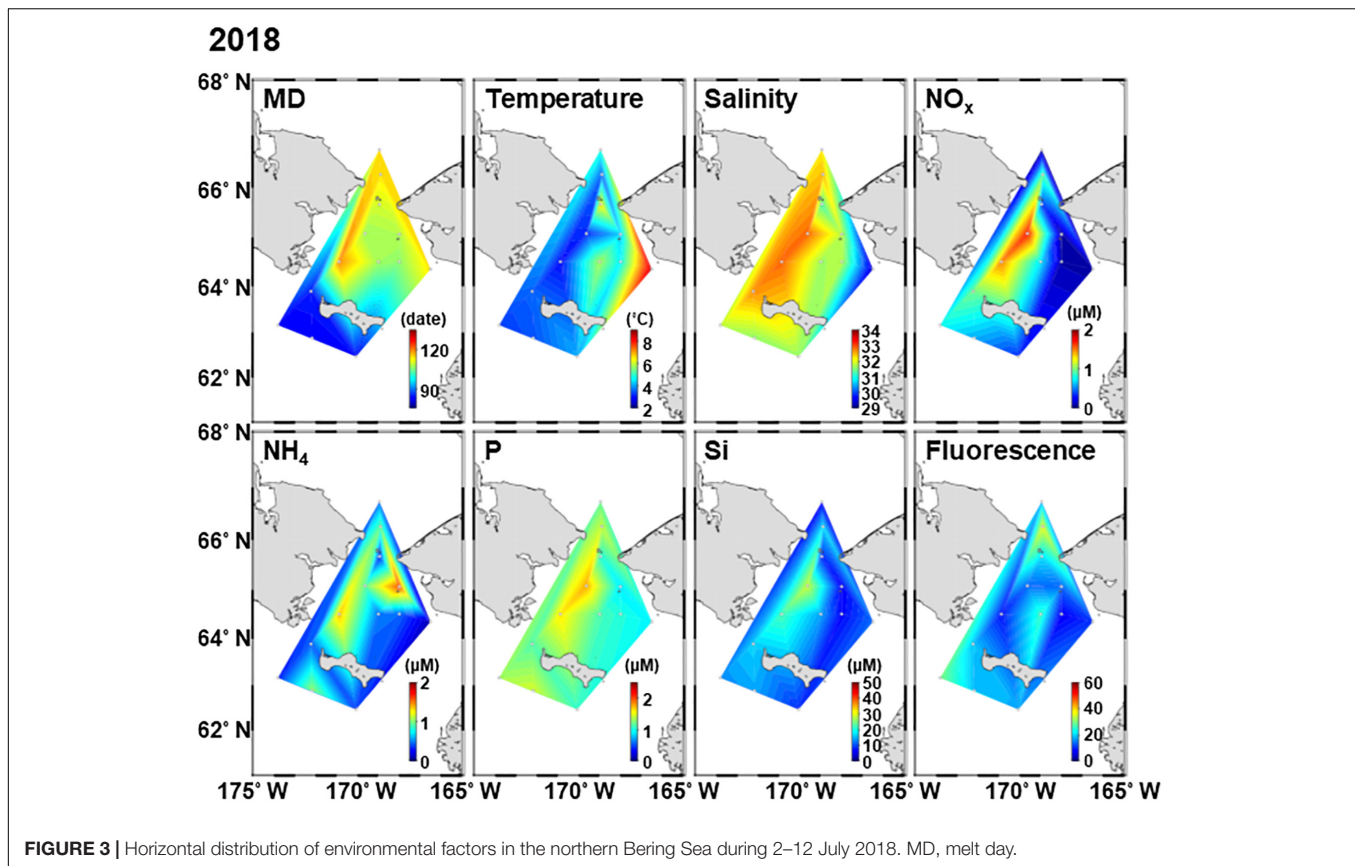 2018
68° N
MD
Temperature
Salinity
NOx
66° N
64° N
62° N
(date)
120
90
(°C)
8
6
4
2
34
33
32
31
30
29
(µM)
2
1
0
68° N
NH4
P
Si
Fluorescence
66° N
64° N
62° N
(µM)
2
1
0
(µM)
2
1
0
(µM)
50
40
30
20
10
0
60
40
20
0
175° W 170° W 165° W 170° W 165° W 170° W 165° W 170° W 165° W
FIGURE 3 | Horizontal distribution of environmental factors in the northern Bering Sea during 2–12 July 2018. MD, melt day.